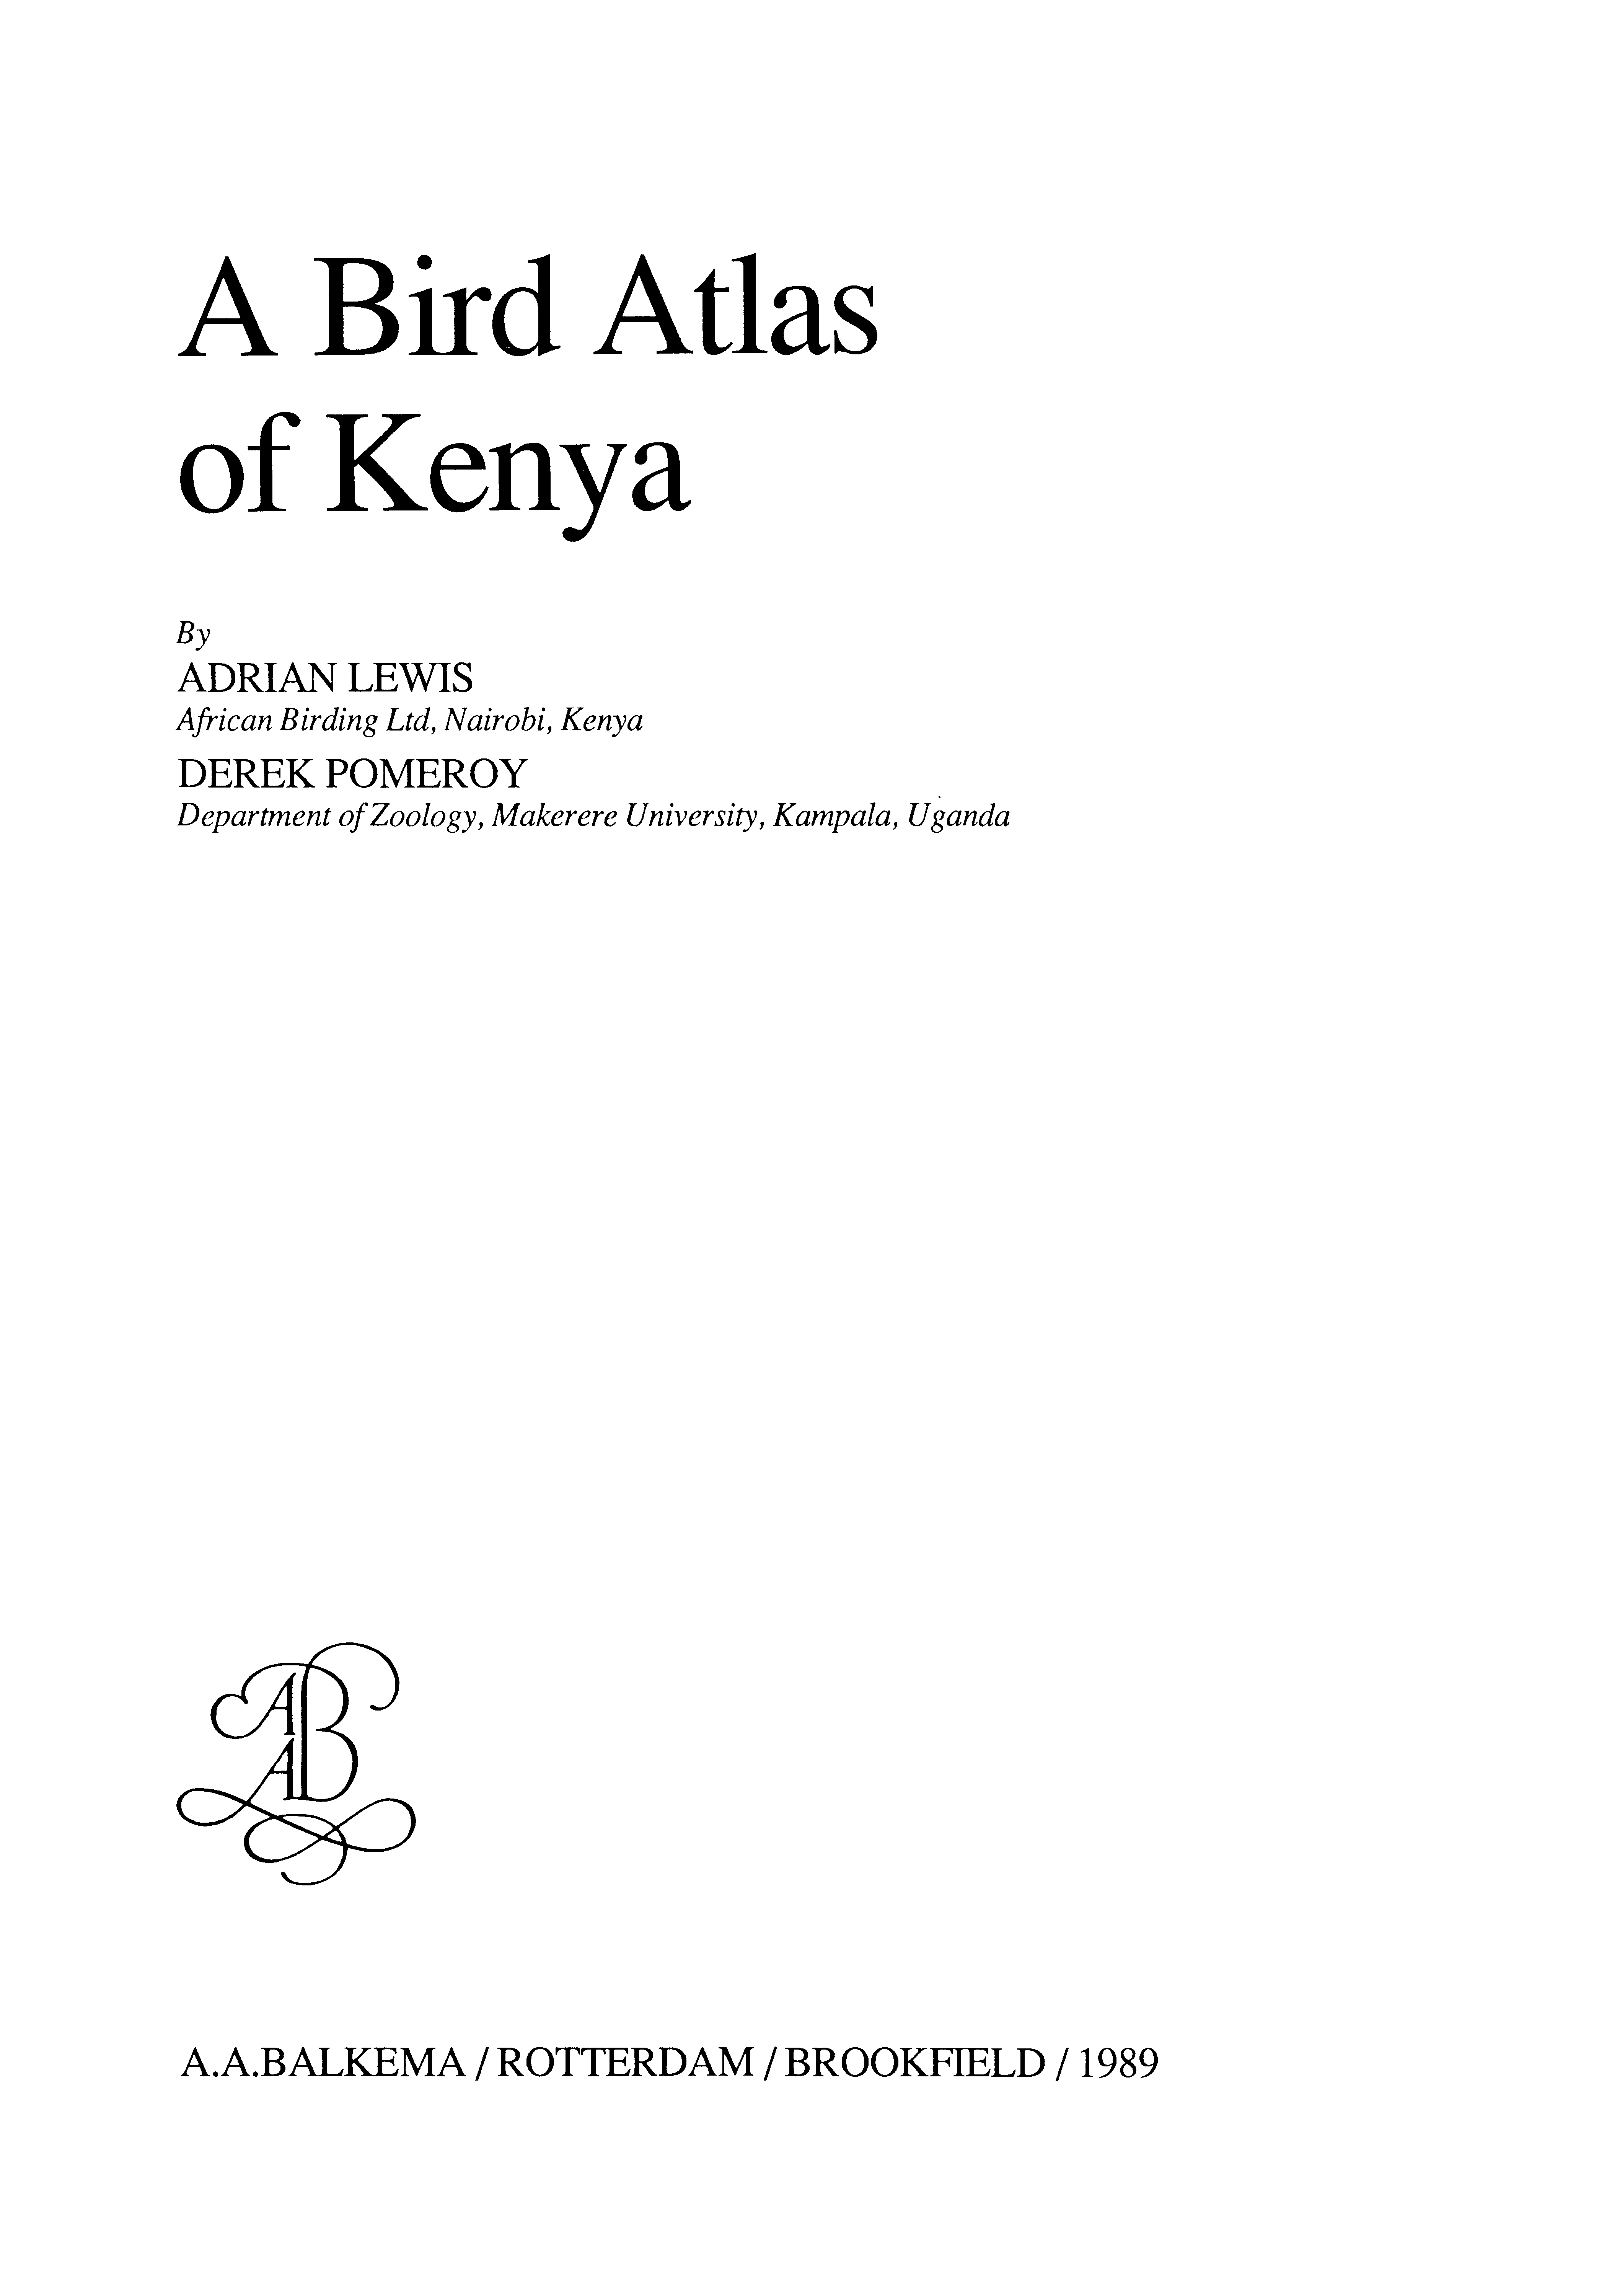 A Bird Atlas
of Kenya
By
ADRIAN LEWIS
African Birding Ltd, Nairobi, Kenya
DEREK POMEROY
Department of Zoology, Makerere University, Kampala, Uganda
A
A
B
A.A.BALKEMA / ROTTERDAM / BROOKFIELD / 1989